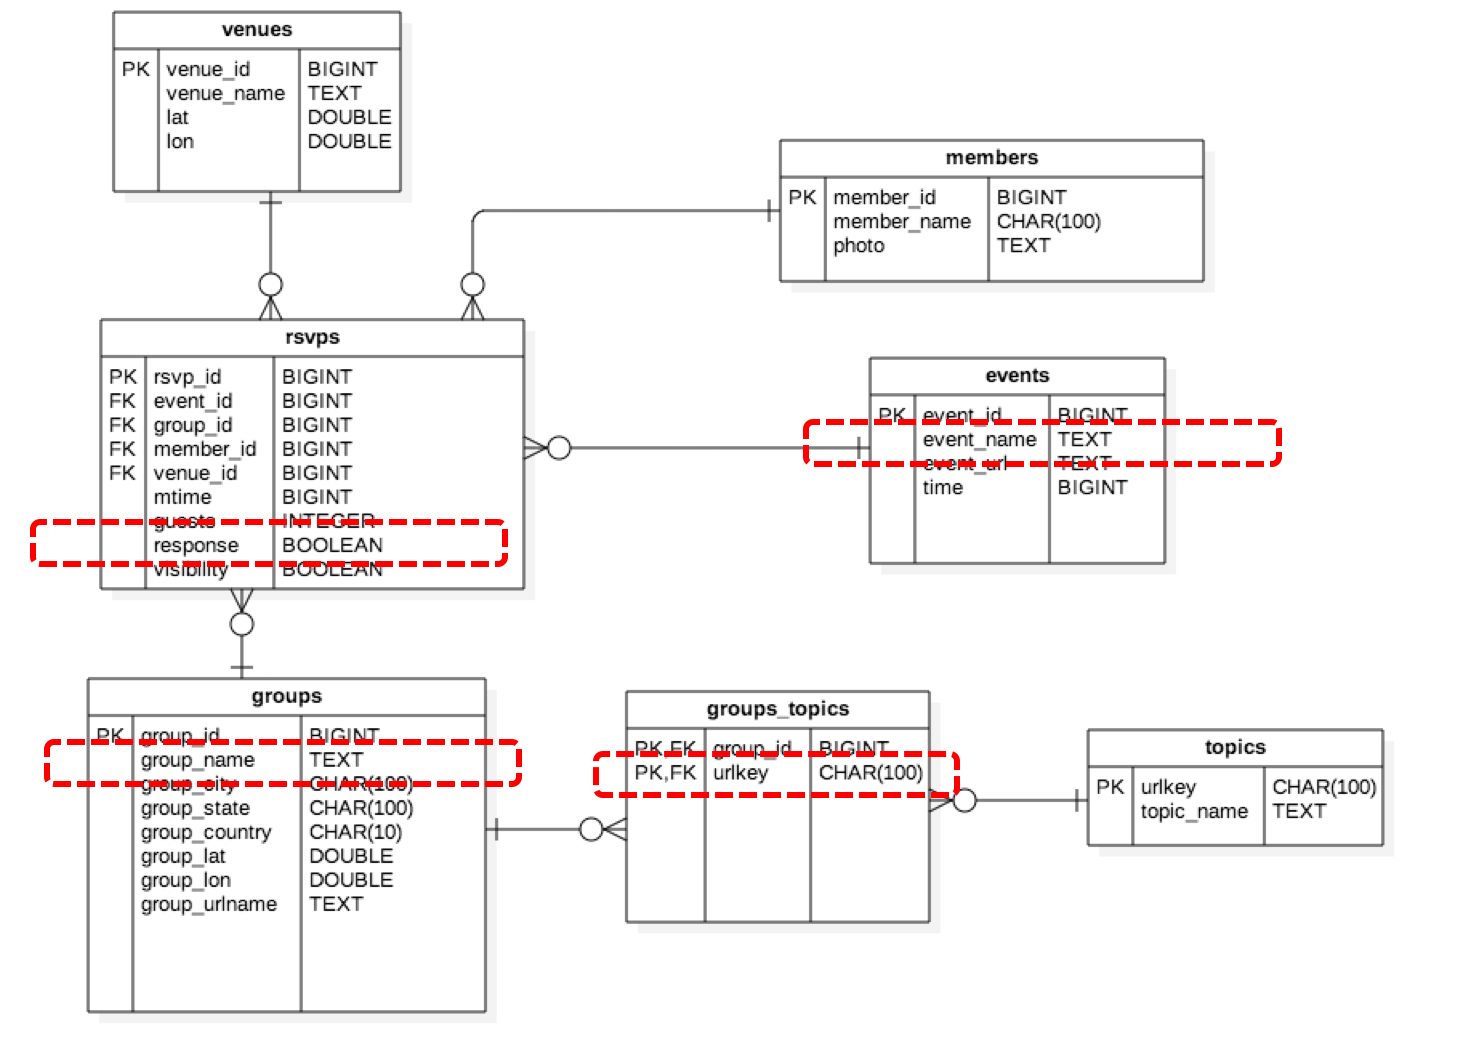 venues
PK venue_id BIGINT
venue_name TEXT
lat DOUBLE
lon DOUBLE
members
PK member_id BIGINT
member_name CHAR(100)
photo TEXT
rsvps
PK rsvp_id BIGINT
FK event_id BIGINT
FK group_id BIGINT
FK member_id BIGINT
FK venue_id BIGINT
mtime BIGINT
guests INTEGER
response BOOLEAN
visibility BOOLEAN
events
PK event_id BIGINT
event_name TEXT
event_url TEXT
time BIGINT
groups
PK group_id BIGINT
group_name TEXT
group_city CHAR(100)
group_state CHAR(100)
group_country CHAR(10)
group_lat DOUBLE
group_lon DOUBLE
group_urlname TEXT
groups_topics
PK,FK group_id BIGINT
PK,FK urlkey CHAR(100)
topics
PK urlkey CHAR(100)
topic_name TEXT